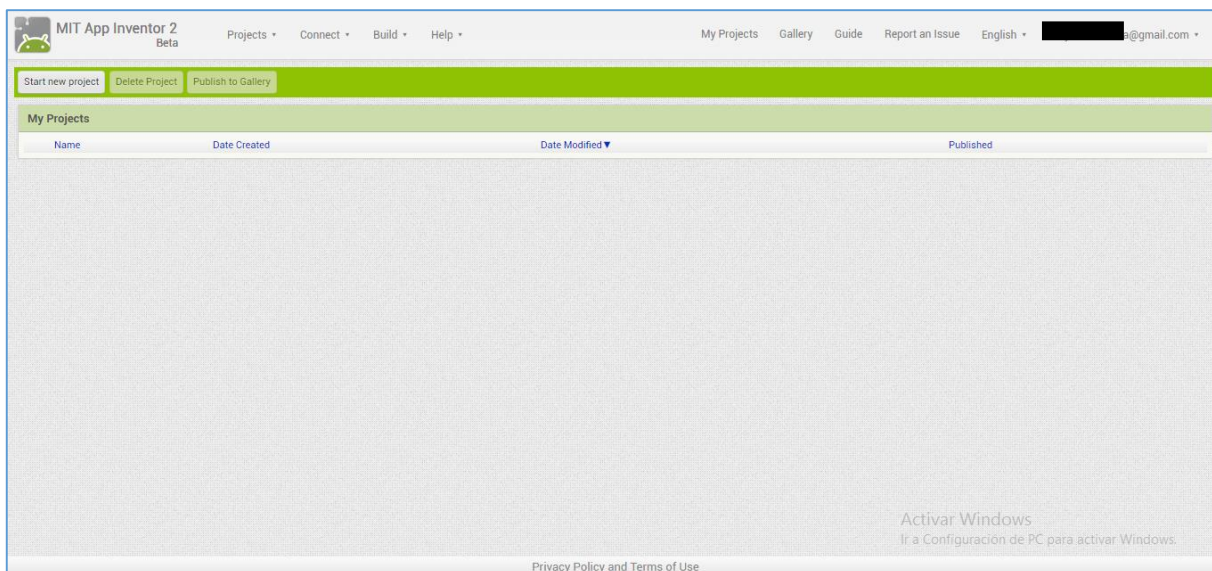 MIT App Inventor 2
Beta
Projects Connect Build Help My Projects Gallery Guide Report an Issue English a@gmail.com
Start new project Delete Project Publish to Gallery
My Projects
Name Date Created Date Modified▼ Published
Activar Windows
Ir a Configuración de PC para activar Windows.
Privacy Policy and Terms of Use